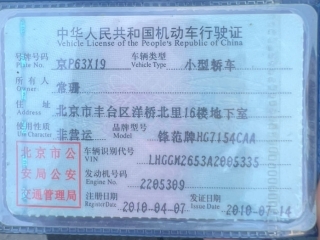 中华人民共和国机动车行驶证
Vehicle License of the People's Republic of China
号牌号码 京P63X19 车辆类型 小型轿车
Plate No. Vehicle Type
所有人 常珊
Owner:
住址 北京市丰台区洋桥北里16楼地下室
Address
使用性质 非营运 品牌型号 锋范牌HG7154CAA
Use Character
北京市公安局公安交通管理局
车辆识别代号 LHGGM2653A2005335
VIN
发动机号码 2205309
Engine No.
注册日期 2010-04-07 发证日期 2010-07-14
Register Date Issue Date